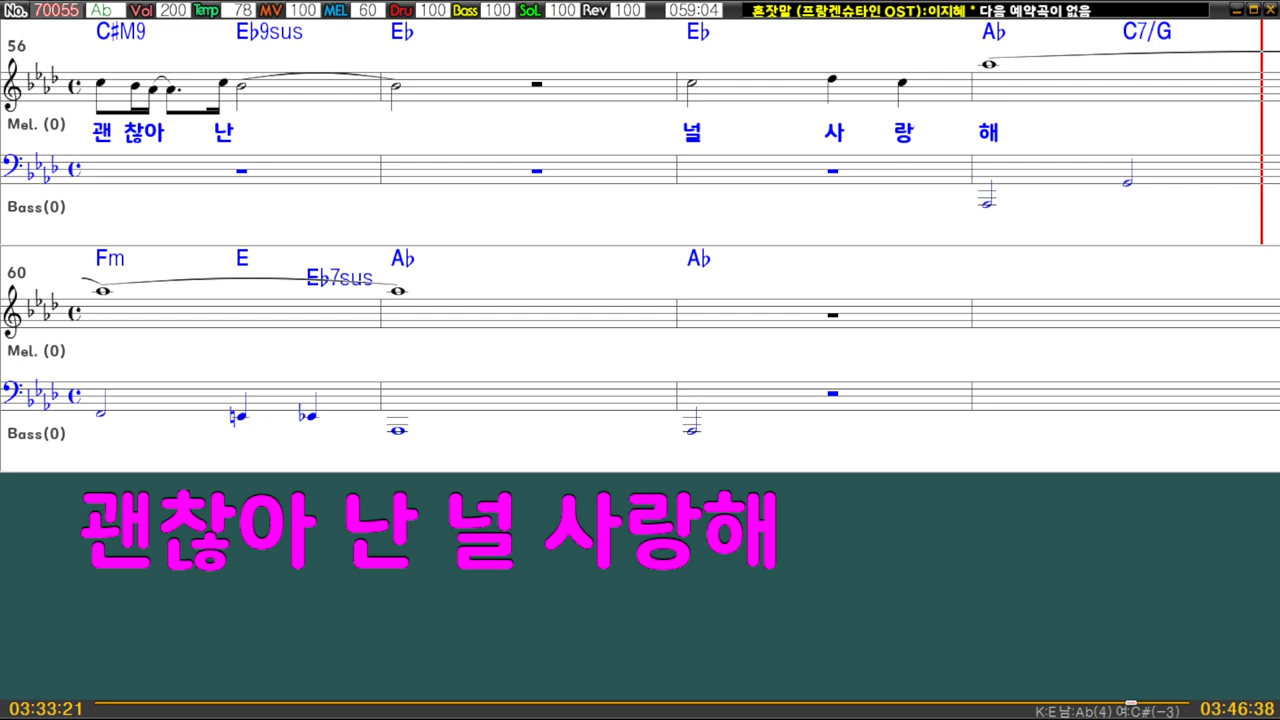 No. 70055 Ab Vol 200 Temp 78 MV 100 MEL 60 Dru 100 Bass 100 SoL 100 Rev 100 059:04 혼잣말 (프랑켄슈타인 OST):이지혜 * 다음 예약곡이 없음
C#M9 E♭9sus E♭ E♭ A♭ C7/G
56
Mel. (0)
괜 찮아 난 널 사 랑 해
Bass(0)
Fm E E♭7sus A♭ A♭
60
Mel. (0)
Bass(0)
괜찮아 난 널 사랑해
03:33:21 K:E남:Ab(4) 여:C#(-3) 03:46:38